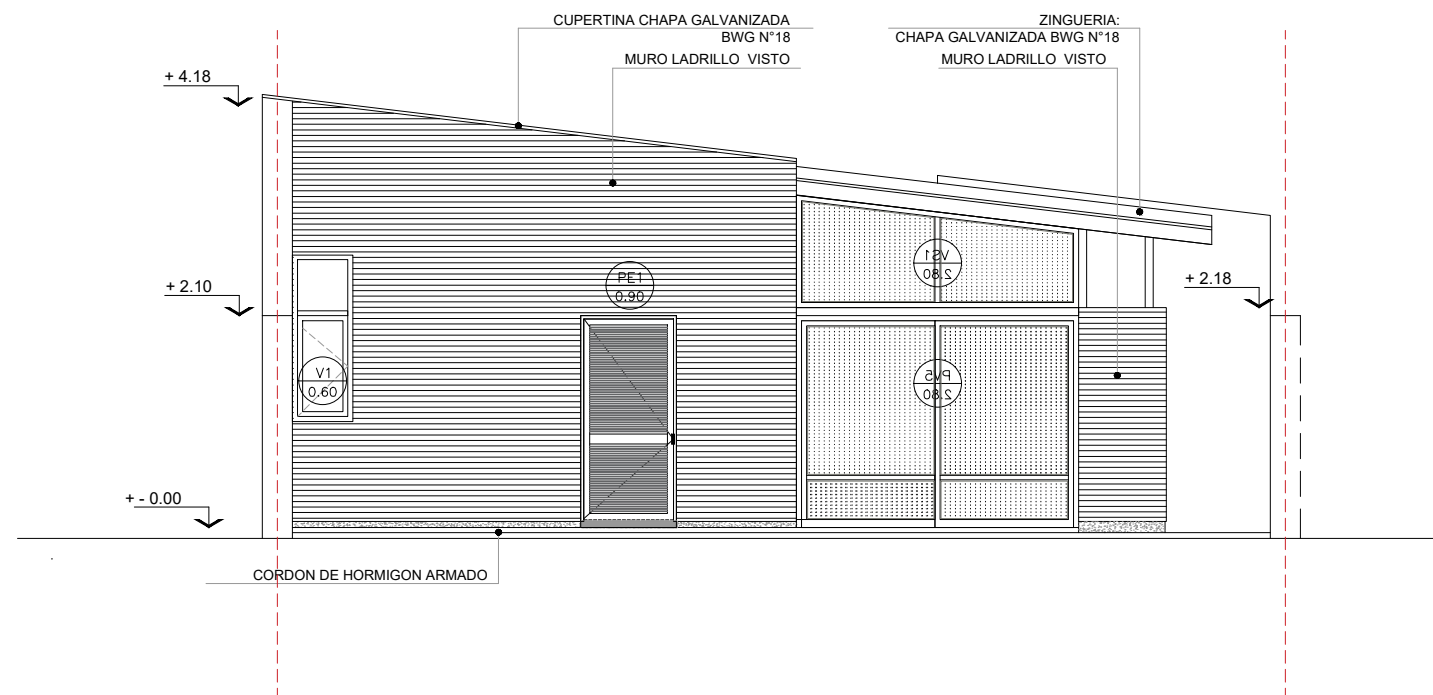 CUPERTINA CHAPA GALVANIZADA
BWG N°18
MURO LADRILLO VISTO
ZINGUERIA:
CHAPA GALVANIZADA BWG N°18
MURO LADRILLO VISTO
+ 4.18
+ 2.10
+ - 0.00
+ 2.18
PE1
0.90
V1
0.60
VS1
2.80
PV5
2.80
CORDON DE HORMIGON ARMADO